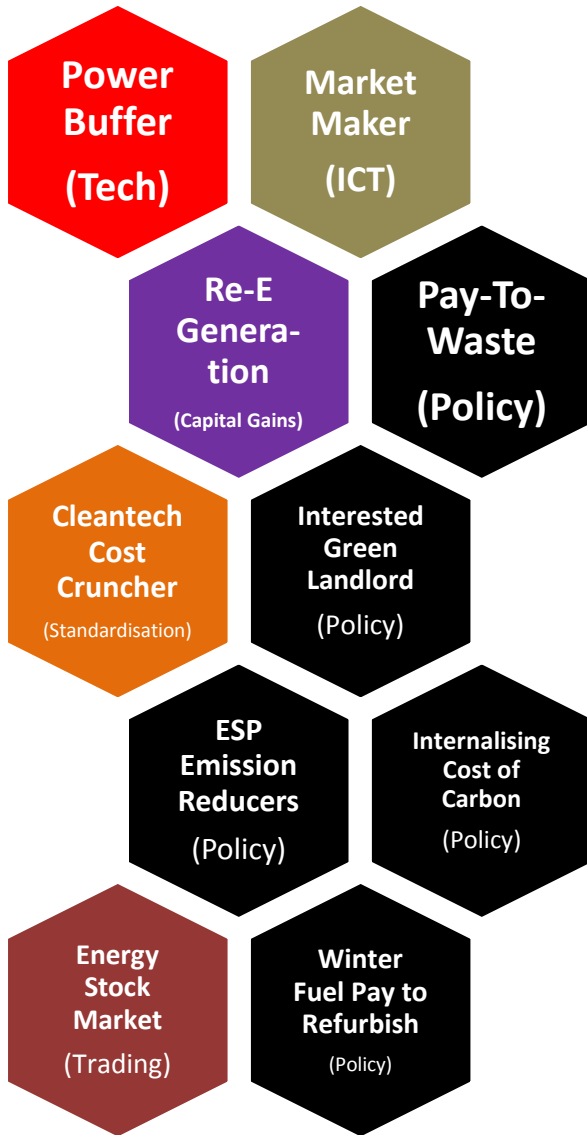 Power
Buffer
(Tech)
Market
Maker
(ICT)
Re-E
Genera-
tion
(Capital Gains)
Pay-To-
Waste
(Policy)
Cleantech
Cost
Cruncher
(Standardisation)
Interested
Green
Landlord
(Policy)
ESP
Emission
Reducers
(Policy)
Internalising
Cost of
Carbon
(Policy)
Energy
Stock
Market
(Trading)
Winter
Fuel Pay to
Refurbish
(Policy)